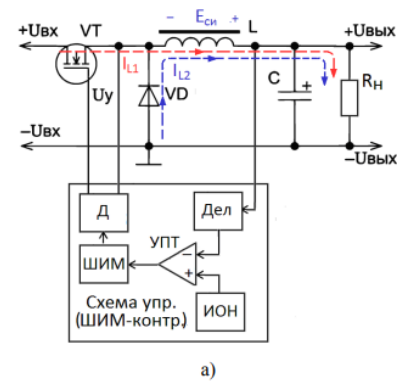 – Eси +
+Uвх VT L +Uвых
IL1
Uу VD IL2 C + Rн
–Uвх –Uвых
Д Дел
УПТ
ШИМ – +
Схема упр.
(ШИМ-контр.) ИОН
а)